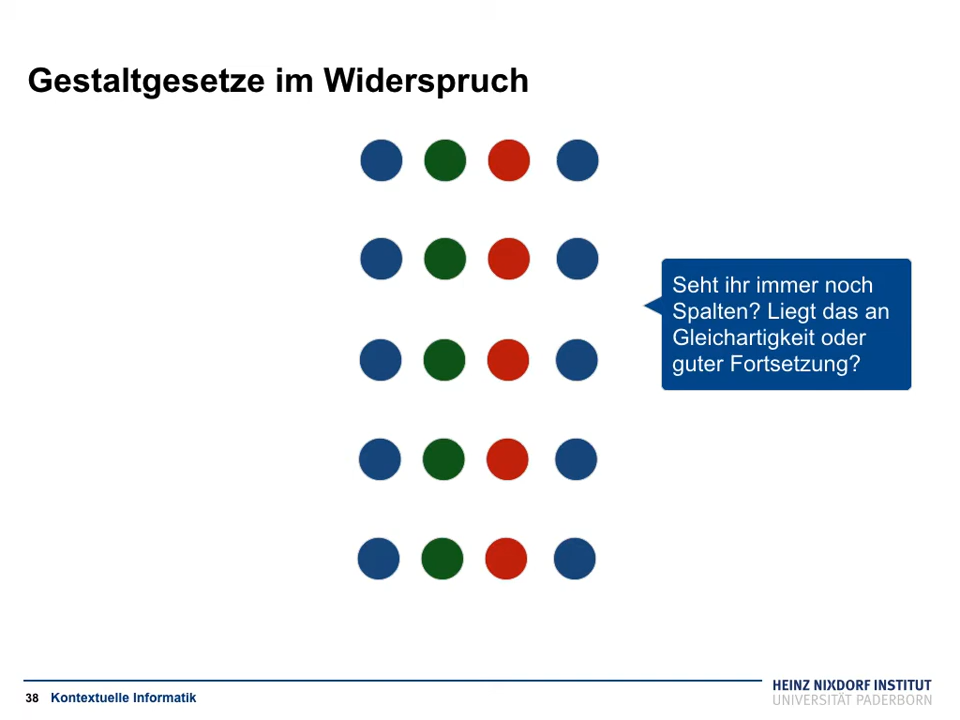 Gestaltgesetze im Widerspruch
Seht ihr immer noch
Spalten? Liegt das an
Gleichartigkeit oder
guter Fortsetzung?
38 Kontextuelle Informatik
HEINZ NIXDORF INSTITUT
UNIVERSITÄT PADERBORN